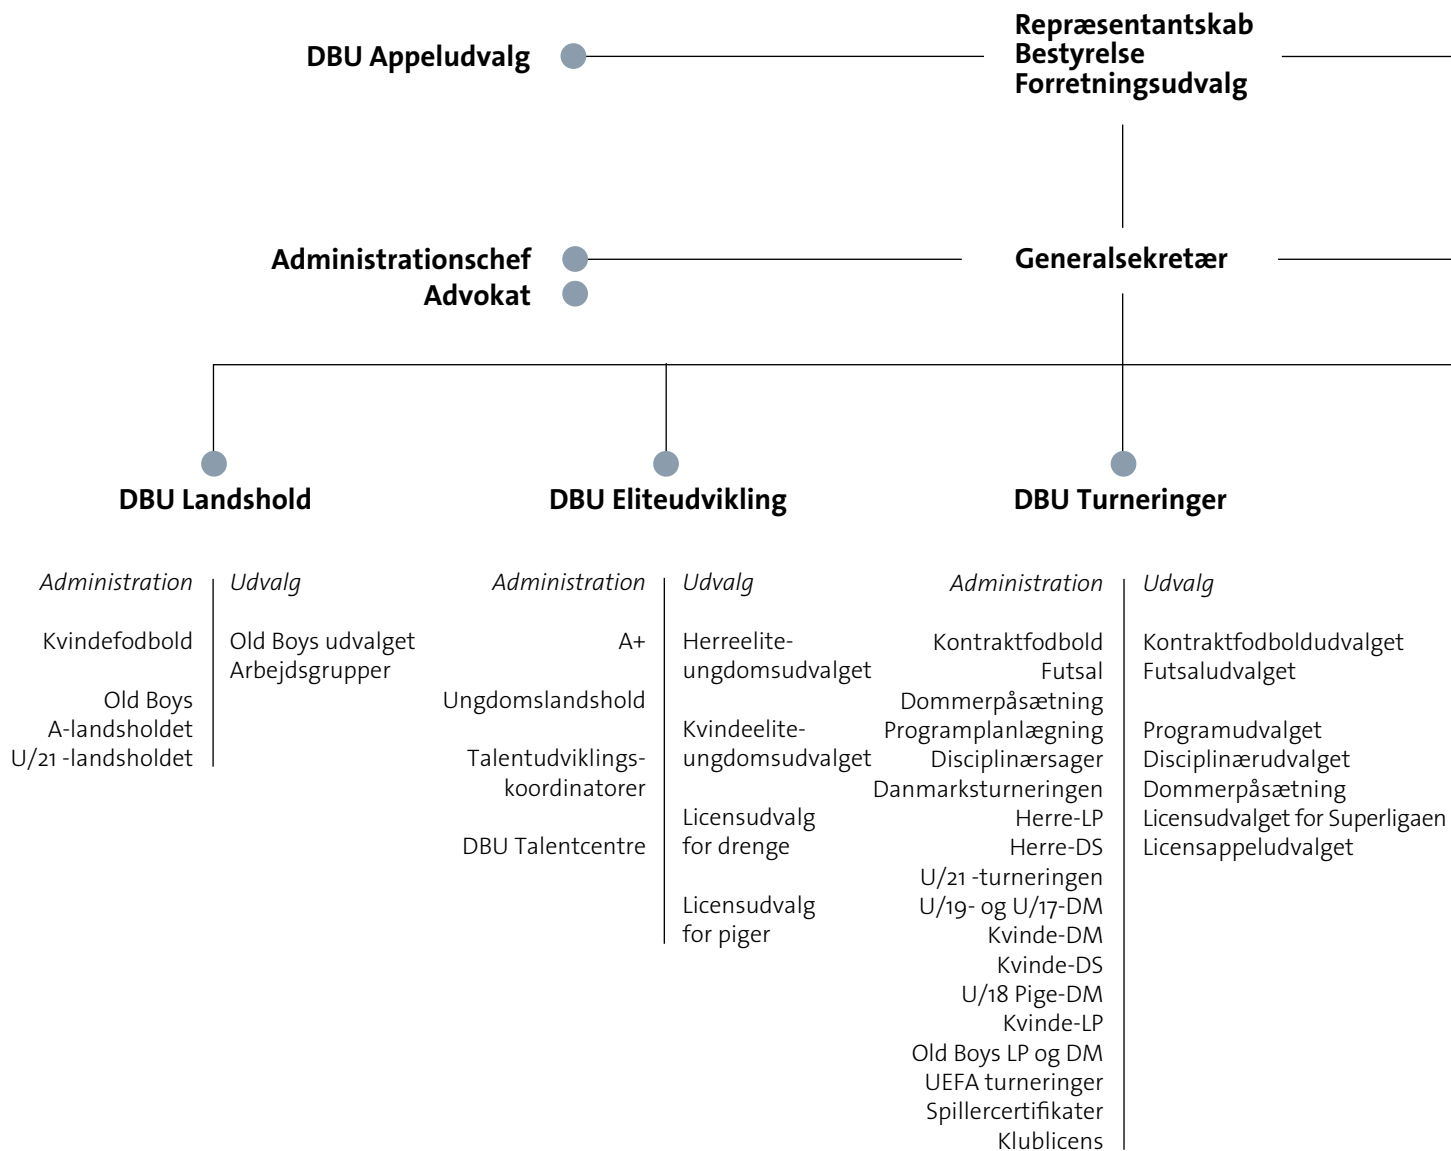 Repræsentantskab
Bestyrelse
Forretningsudvalg
DBU Appeludvalg
Administrationschef
Advokat
Generalsekretær
DBU Landshold
Administration
Kvindefodbold
Old Boys
A-landsholdet
U/21 -landsholdet
Udvalg
Old Boys udvalget
Arbejdsgrupper
DBU Eliteudvikling
Administration
A+
Ungdomslandshold
Talentudviklings-
koordinatorer
DBU Talentcentre
Udvalg
Herreelite-
ungdomsudvalget
Kvindeelite-
ungdomsudvalget
Licensudvalg
for drenge
Licensudvalg
for piger
DBU Turneringer
Administration
Kontraktfodbold
Futsal
Dommerpåsætning
Programplanlægning
Disciplinærsager
Danmarksturneringen
Herre-LP
Herre-DS
U/21 -turneringen
U/19- og U/17-DM
Kvinde-DM
Kvinde-DS
U/18 Pige-DM
Kvinde-LP
Old Boys LP og DM
UEFA turneringer
Spillercertifikater
Klublicens
Udvalg
Kontraktfodboldudvalget
Futsaludvalget
Programudvalget
Disciplinærudvalget
Dommerpåsætning
Licensudvalget for Superligaen
Licensappeludvalget